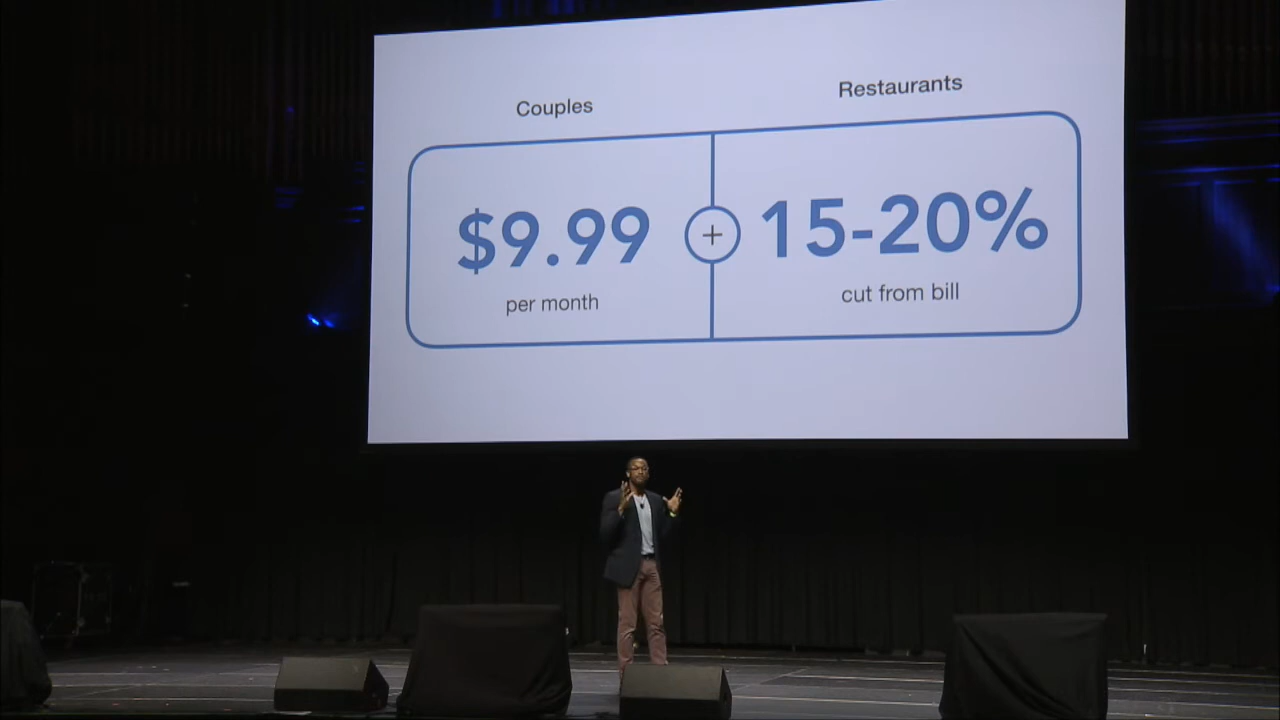 Couples
Restaurants
$9.99
+
15-20%
per month
cut from bill